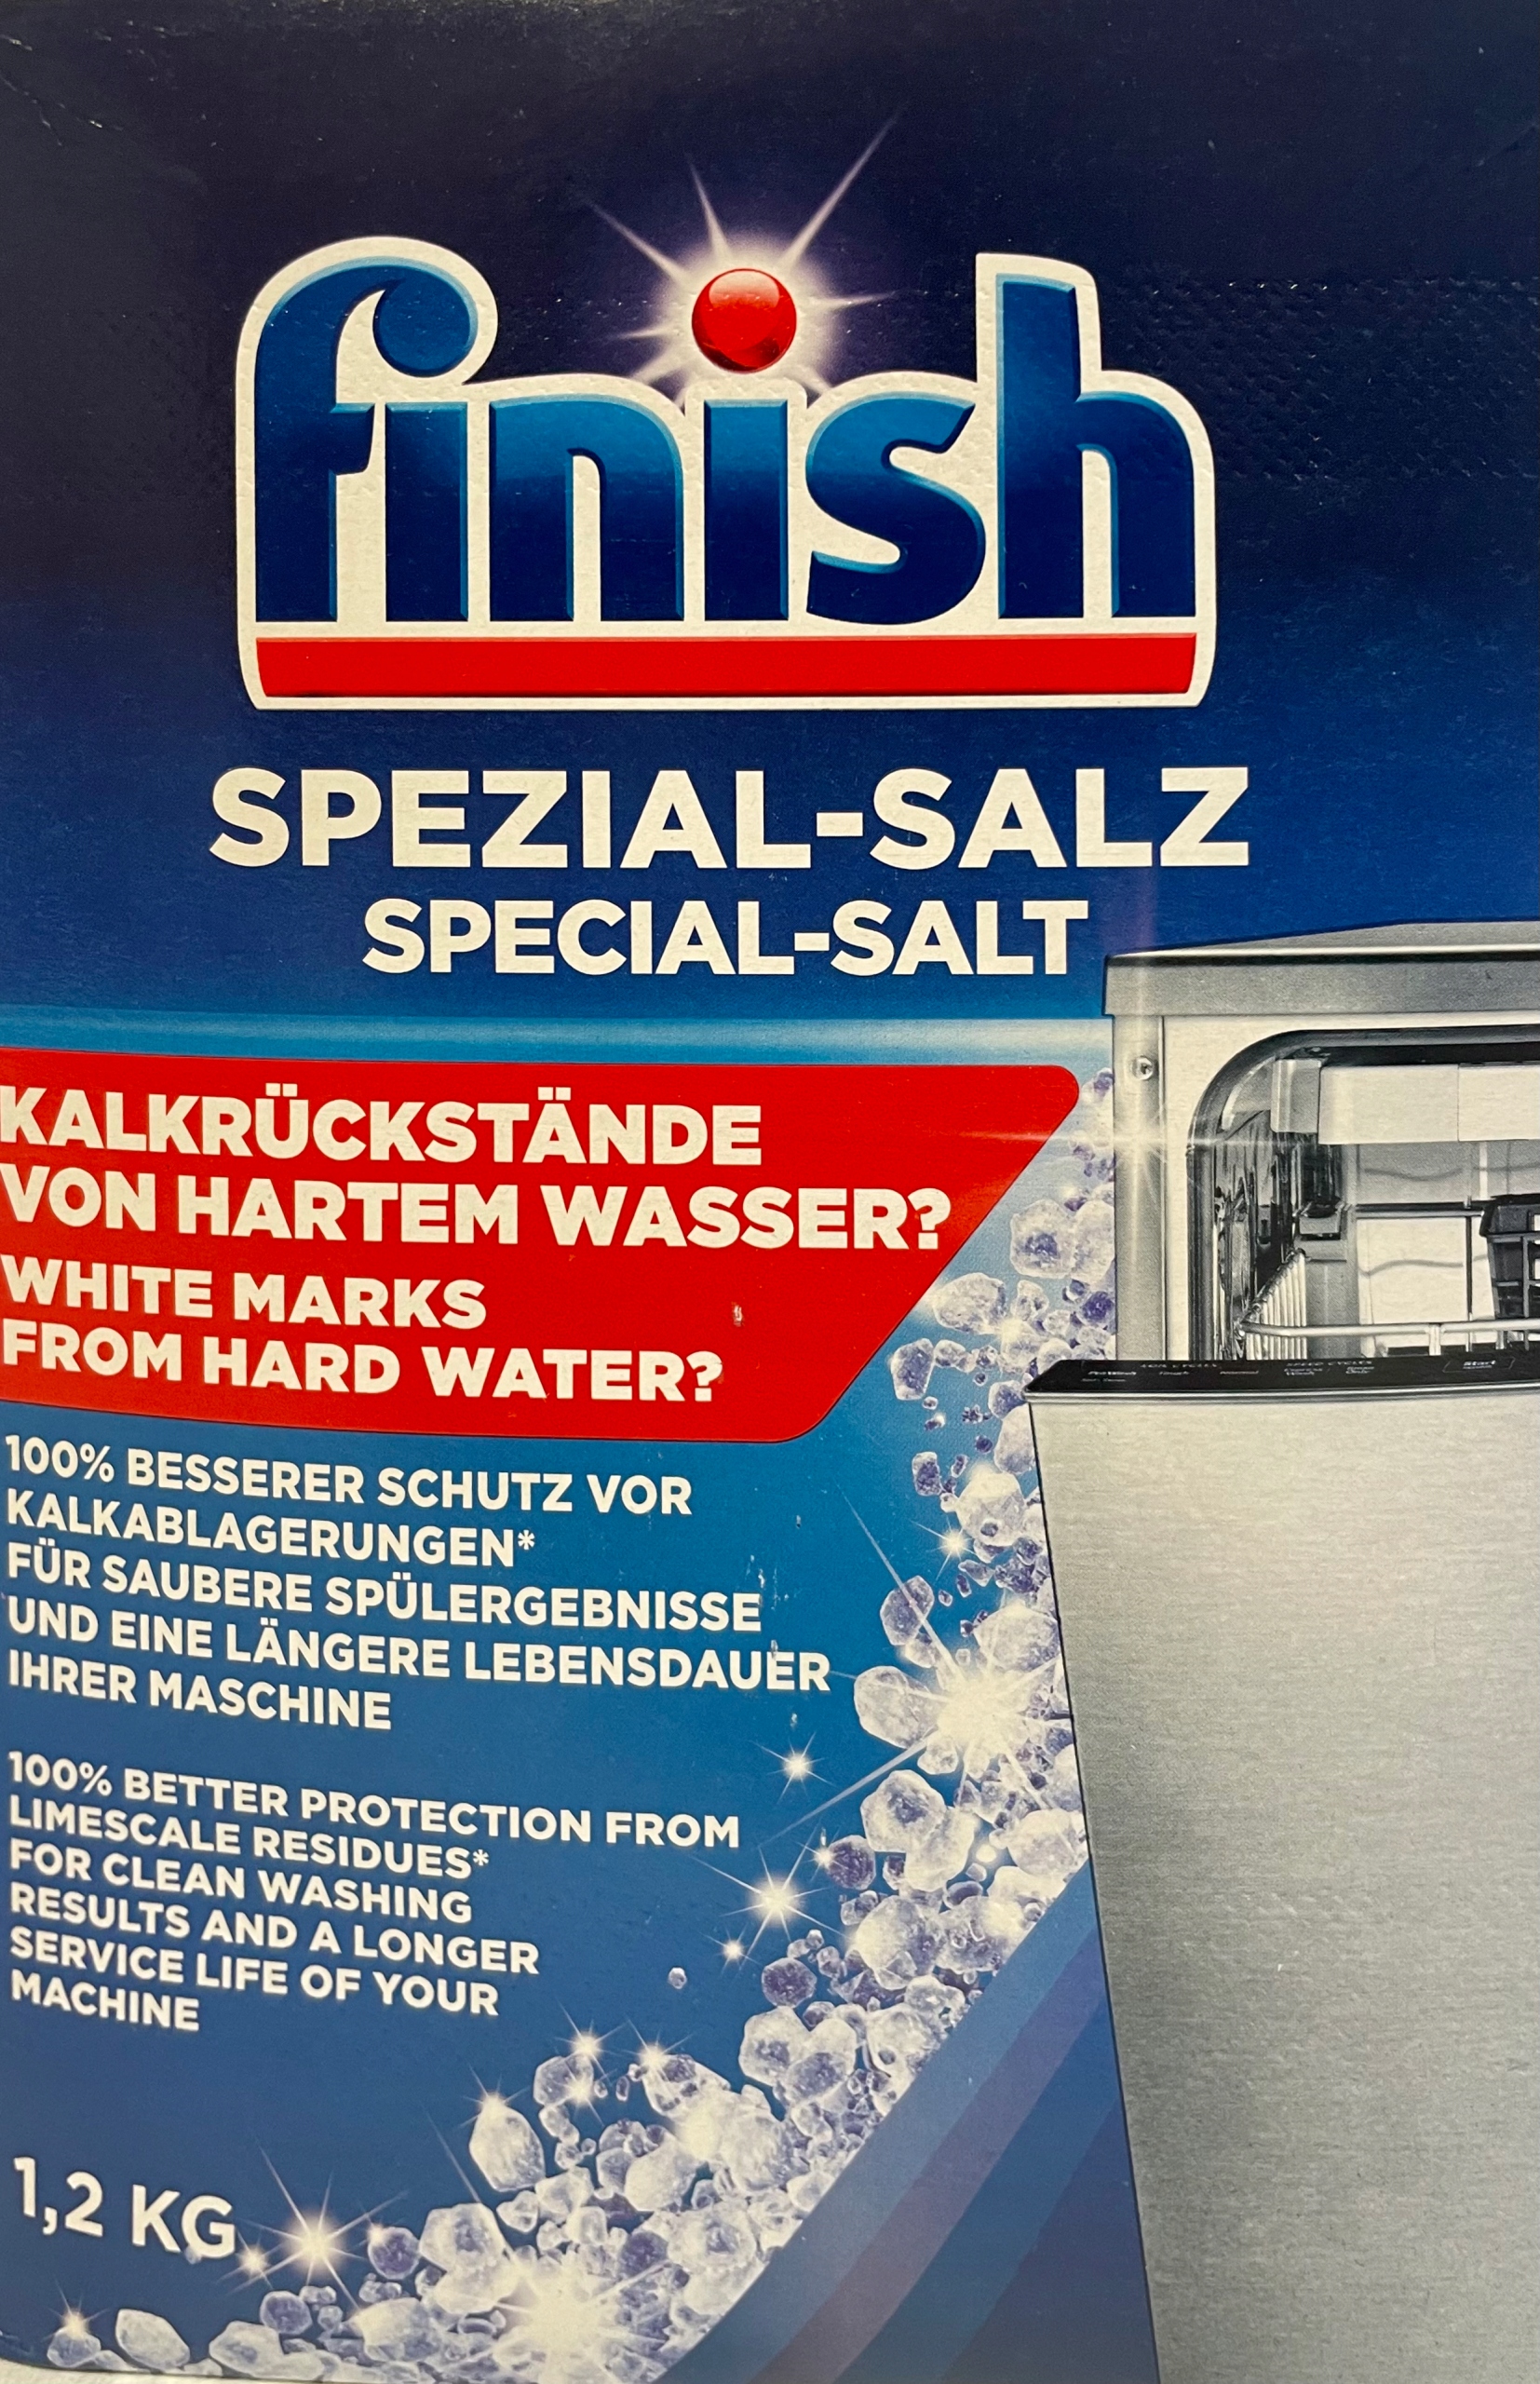 finish
SPEZIAL-SALZ
SPECIAL-SALT
KALKRÜCKSTÄNDE
VON HARTEM WASSER?
WHITE MARKS
FROM HARD WATER?
100% BESSERER SCHUTZ VOR
KALKABLAGERUNGEN*
FÜR SAUBERE SPÜLERGEBNISSE
UND EINE LÄNGERE LEBENSDAUER
IHRER MASCHINE
100% BETTER PROTECTION FROM
LIMESCALE RESIDUES*
FOR CLEAN WASHING
RESULTS AND A LONGER
SERVICE LIFE OF YOUR
MACHINE
1,2 KG
Start